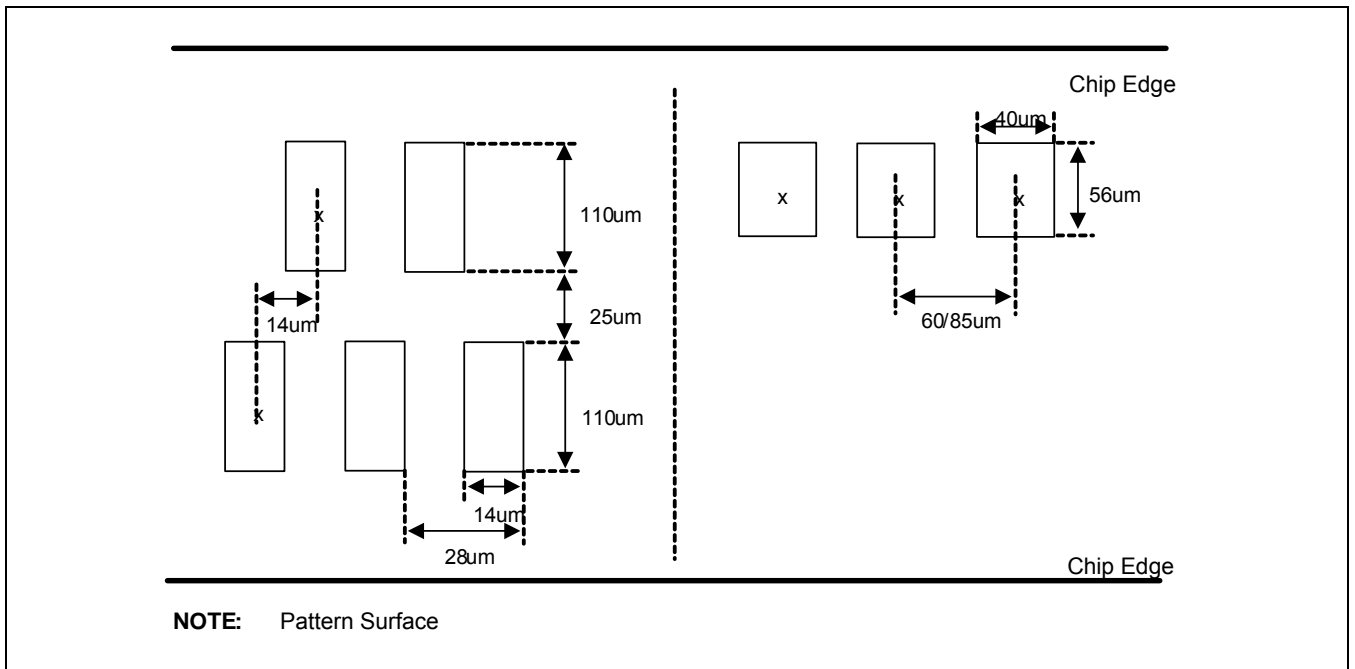 Chip Edge
40um
x
x
x
x
110um
56um
14um
25um
60/85um
x
110um
14um
28um
Chip Edge
NOTE: Pattern Surface